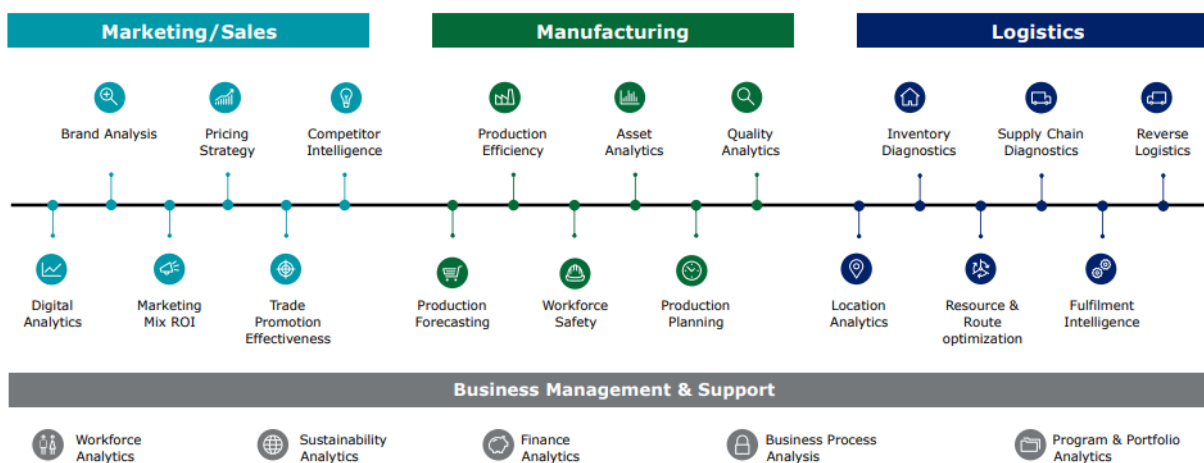 Marketing/Sales
Manufacturing
Logistics
Brand Analysis
Pricing
Strategy
Competitor
Intelligence
Production
Efficiency
Asset
Analytics
Quality
Analytics
Inventory
Diagnostics
Supply Chain
Diagnostics
Reverse
Logistics
Digital
Analytics
Marketing
Mix ROI
Trade
Promotion
Effectiveness
Production
Forecasting
Workforce
Safety
Production
Planning
Location
Analytics
Resource &
Route
optimization
Fulfilment
Intelligence
Business Management & Support
Workforce
Analytics
Sustainability
Analytics
Finance
Analytics
Business Process
Analysis
Program & Portfolio
Analytics